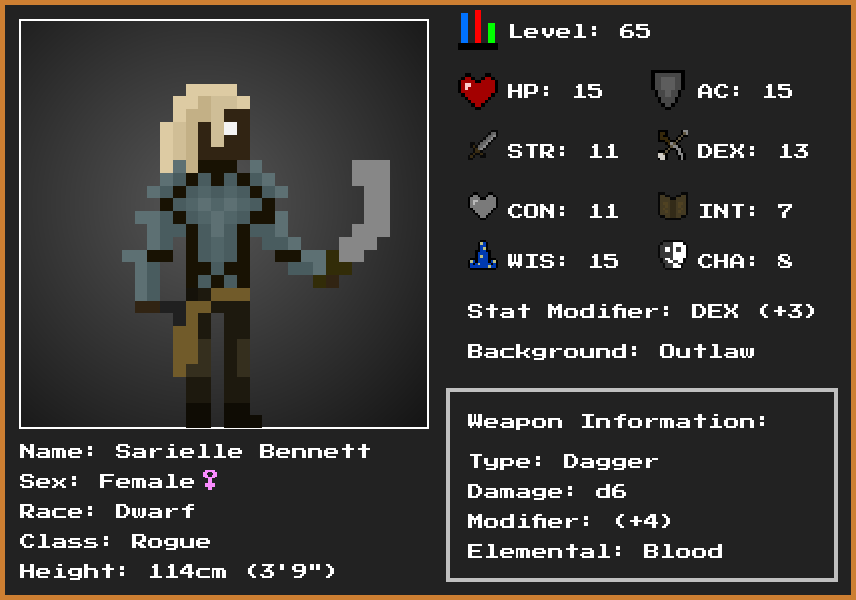 Level: 65
HP: 15
AC: 15
STR: 11
DEX: 13
CON: 11
INT: 7
WIS: 15
CHA: 8
Stat Modifier: DEX (+3)
Background: Outlaw
Name: Sarielle Bennett
Sex: Female♀
Race: Dwarf
Class: Rogue
Height: 114cm (3'9")
Weapon Information:
Type: Dagger
Damage: d6
Modifier: (+4)
Elemental: Blood